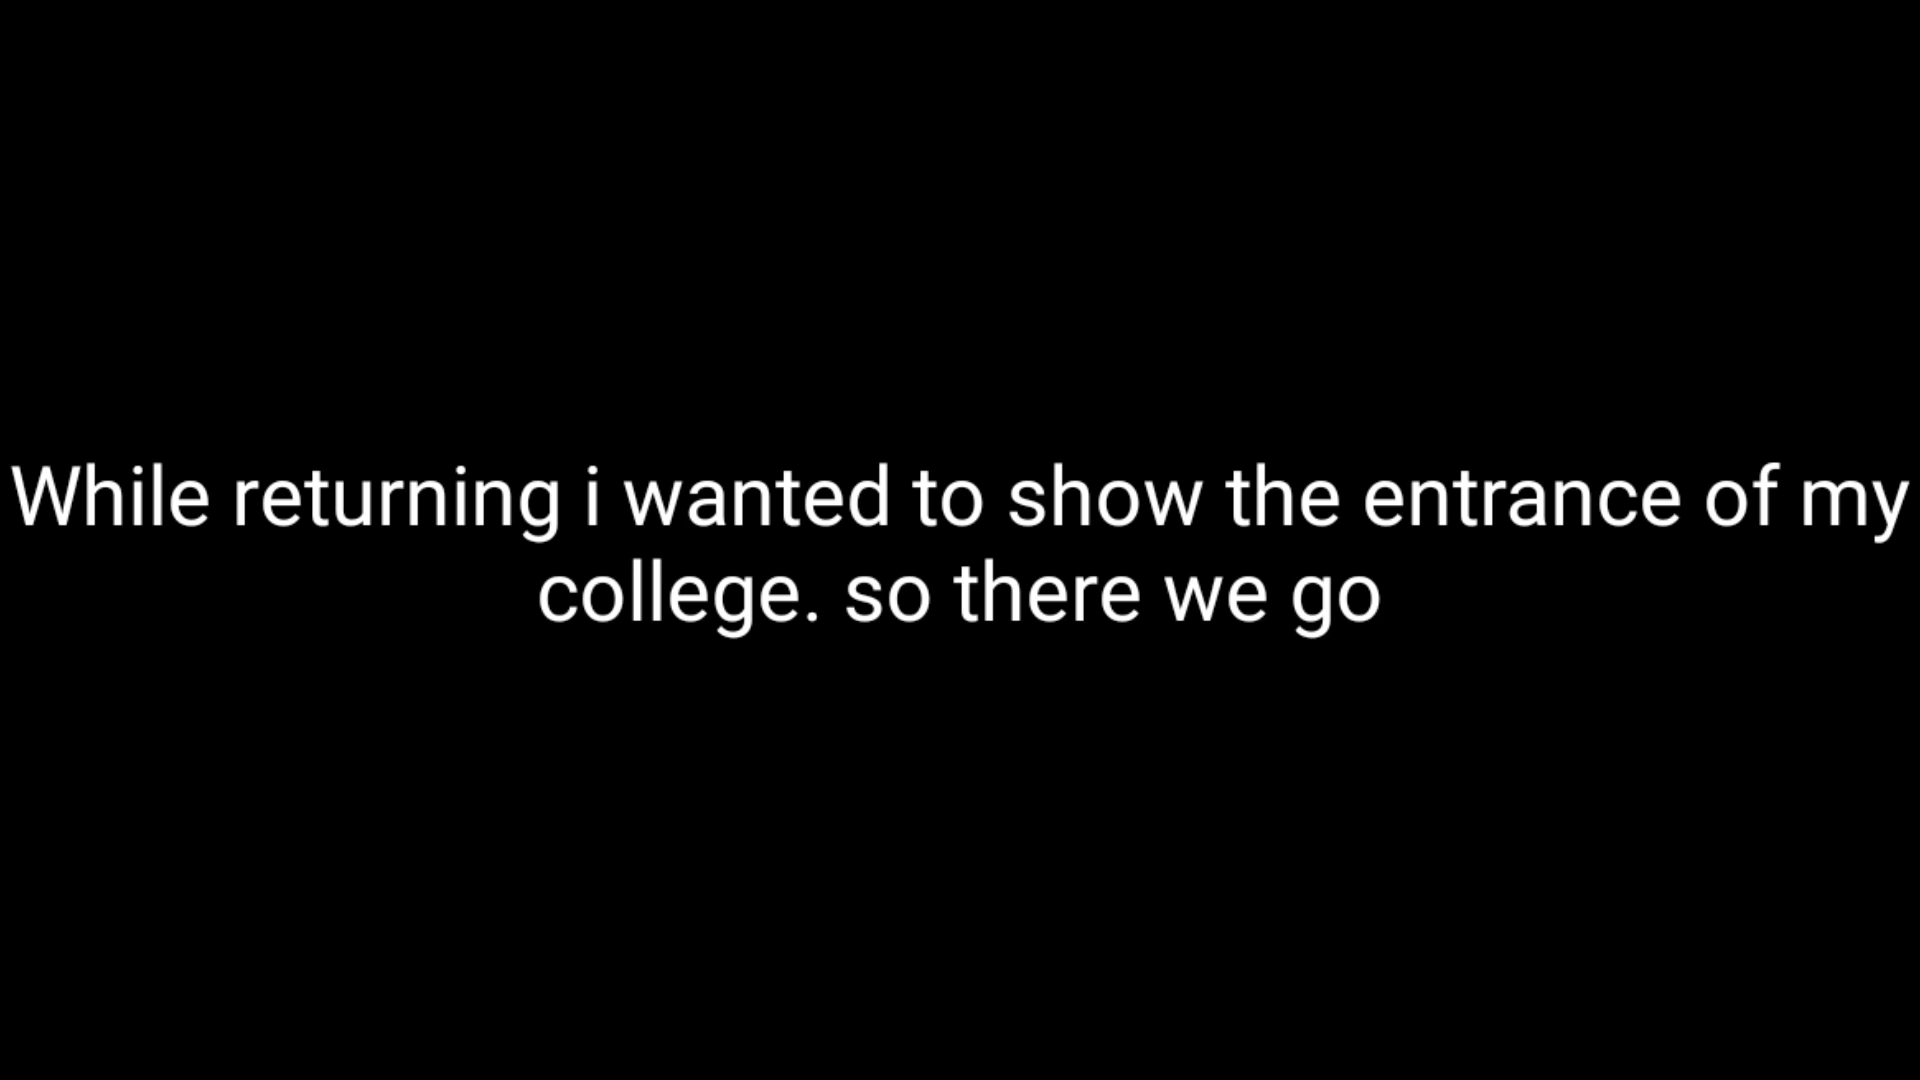 While returning i wanted to show the entrance of my
college. so there we go